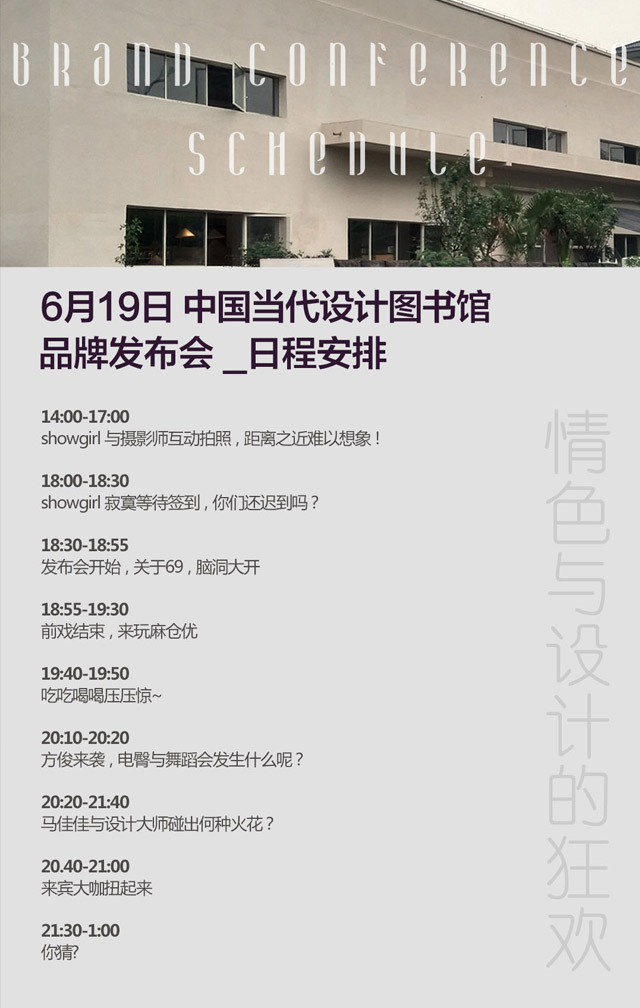 BRAND CONFERENCE
SCHEDULE
6月19日 中国当代设计图书馆
品牌发布会 _日程安排
14:00-17:00
showgirl 与摄影师互动拍照，距离之近难以想象！
18:00-18:30
showgirl 寂寞等待签到，你们还迟到吗？
18:30-18:55
发布会开始，关于69，脑洞大开
18:55-19:30
前戏结束，来玩麻仓优
19:40-19:50
吃吃喝喝压压惊~
20:10-20:20
方俊来袭，电臀与舞蹈会发生什么呢？
20:20-21:40
马佳佳与设计大师碰出何种火花？
20.40-21:00
来宾大咖扭起来
21:30-1:00
你猜?
情色与设计的狂欢